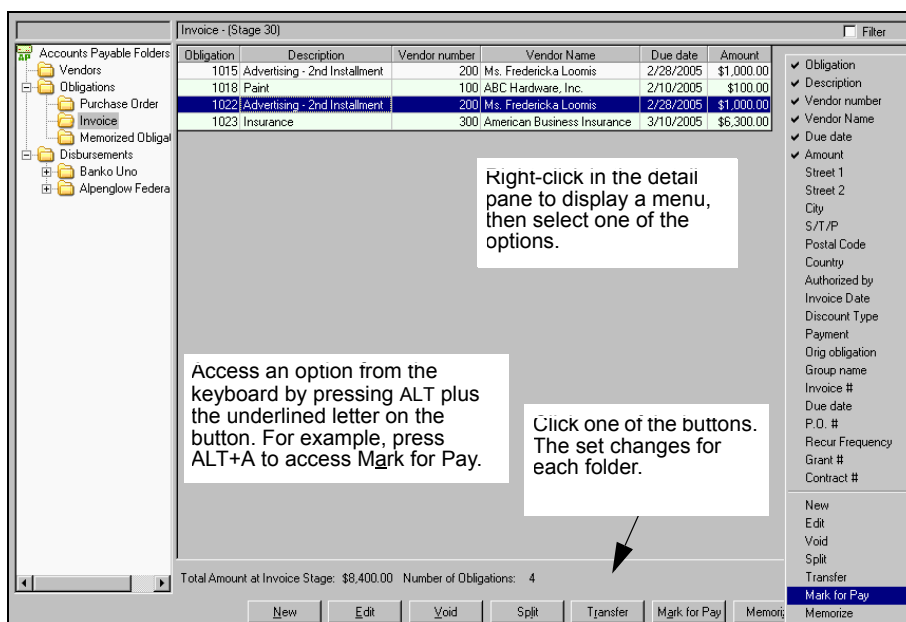 Invoice - (Stage 30)
Filter
Accounts Payable Folders
Vendors
Obligations
Purchase Order
Invoice
Memorized Obligat
Disbursements
Banko Uno
Alpenglow Federa
Obligation Description Vendor number Vendor Name Due date Amount
1015 Advertising - 2nd Installment 200 Ms. Fredericka Loomis 2/28/2005 $1,000.00
1018 Paint 100 ABC Hardware, Inc. 2/10/2005 $100.00
1022 Advertising - 2nd Installment 200 Ms. Fredericka Loomis 2/28/2005 $1,000.00
1023 Insurance 300 American Business Insurance 3/10/2005 $6,300.00
Right-click in the detail
pane to display a menu,
then select one of the
options.
Access an option from the
keyboard by pressing ALT plus
the underlined letter on the
button. For example, press
ALT+A to access Mark for Pay.
Click one of the buttons.
The set changes for
each folder.
Obligation
Description
Vendor number
Vendor Name
Due date
Amount
Street 1
Street 2
City
S/T/P
Postal Code
Country
Authorized by
Invoice Date
Discount Type
Payment
Orig obligation
Group name
Invoice #
Due date
P.O. #
Recur Frequency
Grant #
Contract #
New
Edit
Void
Split
Transfer
Mark for Pay
Memorize
Total Amount at Invoice Stage: $8,400.00 Number of Obligations: 4
New Edit Void Split Transfer Mark for Pay Memoriz